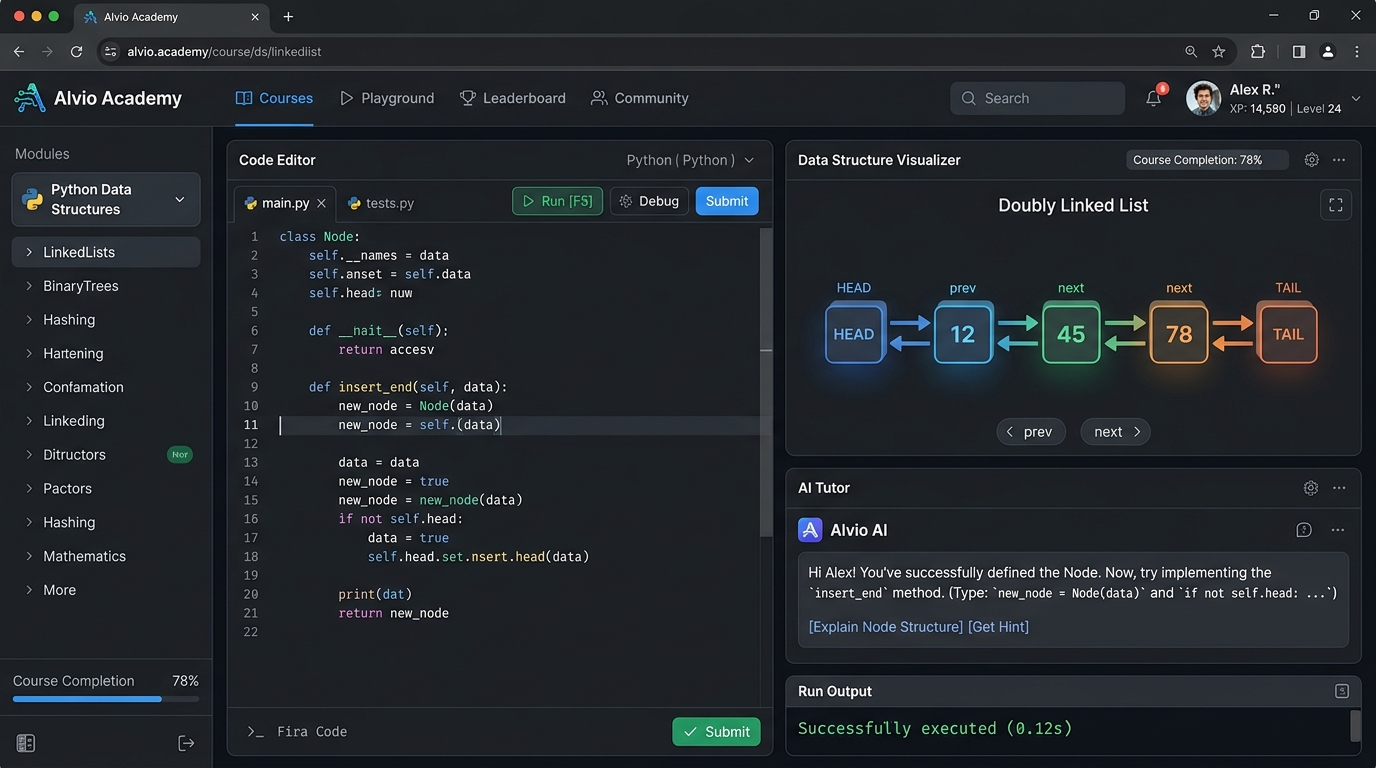 Alvio Academy
alvio.academy/course/ds/linkedlist
Alvio Academy
Courses
Playground
Leaderboard
Community
Search
Alex R."
XP: 14,580 | Level 24
Modules
Python Data
Structures
LinkedLists
BinaryTrees
Hashing
Hartening
Confamation
Linkeding
Ditructors
Nor
Pactors
Hashing
Mathematics
More
Course Completion 78%
Code Editor
Python ( Python )
main.py
tests.py
Run [FS]
Debug
Submit
1 class Node:
2 self.__names = data
3 self.anset = self.data
4 self.head: nuw
5
6 def __nait__(self):
7 return accesv
8
9 def insert_end(self, data):
10 new_node = Node(data)
11 new_node = self.(data)
12
13 data = data
14 new_node = true
15 new_node = new_node(data)
16 if not self.head:
17 data = true
18 self.head.set.nsert.head(data)
19
20 print(dat)
21 return new_node
22
>_ Fira Code
Submit
Data Structure Visualizer
Course Completion: 78%
Doubly Linked List
HEAD prev next next TAIL
HEAD 12 45 78 TAIL
prev
next
AI Tutor
Alvio AI
Hi Alex! You've successfully defined the Node. Now, try implementing the
`insert_end` method. (Type: `new_node = Node(data)` and `if not self.head: ...`)
[Explain Node Structure] [Get Hint]
Run Output
Successfully executed (0.12s)